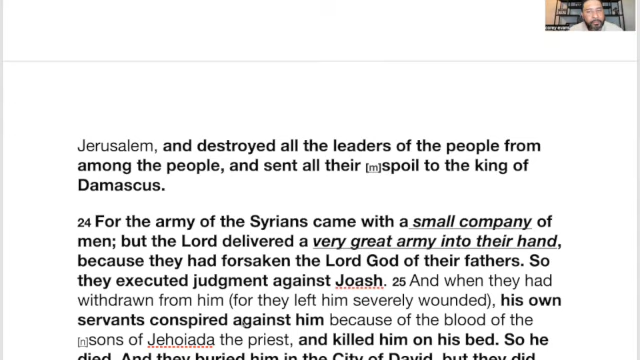 Jerusalem, and destroyed all the leaders of the people from
among the people, and sent all their [m]spoil to the king of
Damascus.
24 For the army of the Syrians came with a small company of
men; but the Lord delivered a very great army into their hand,
because they had forsaken the Lord God of their fathers. So
they executed judgment against Joash. 25 And when they had
withdrawn from him (for they left him severely wounded), his own
servants conspired against him because of the blood of the
[n]sons of Jehoiada the priest, and killed him on his bed. So he
died. And they buried him in the City of David, but they did